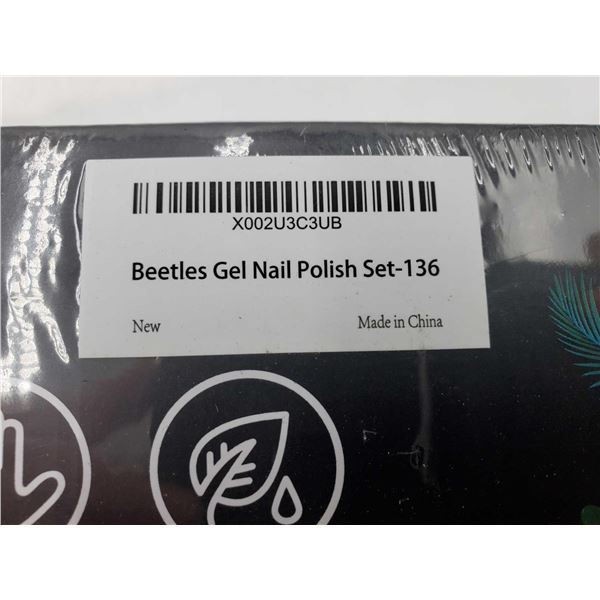 X002U3C3UB
Beetles Gel Nail Polish Set-136
New
Made in China